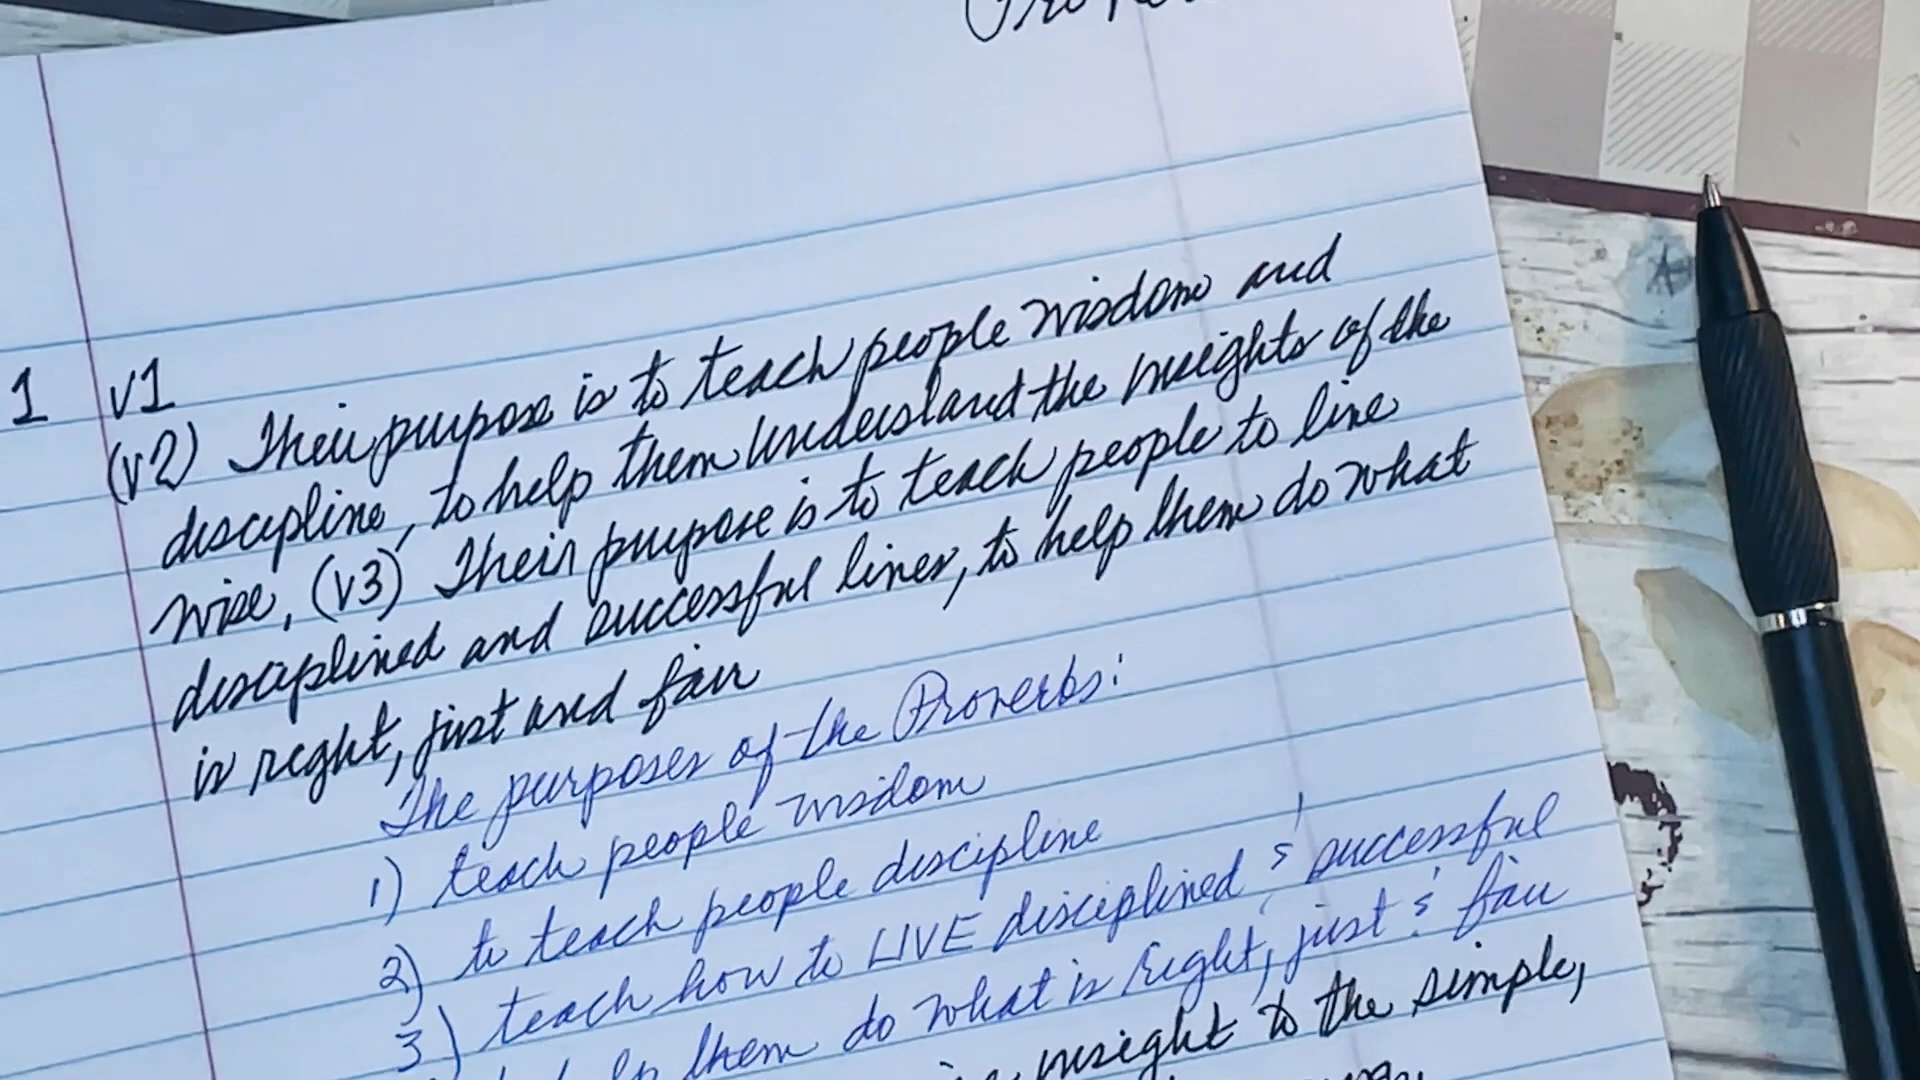 1 v1
(v2) Their purpose is to teach people wisdom and
discipline, to help them understand the insights of the
wise. (v3) Their purpose is to teach people to live
disciplined and successful lives, to help them do what
is right, just and fair
The purposes of the Proverbs:
1) teach people wisdom
2) to teach people discipline
3) teach how to LIVE disciplined & successful
help them do what is right, just & fair
insight to the simple,